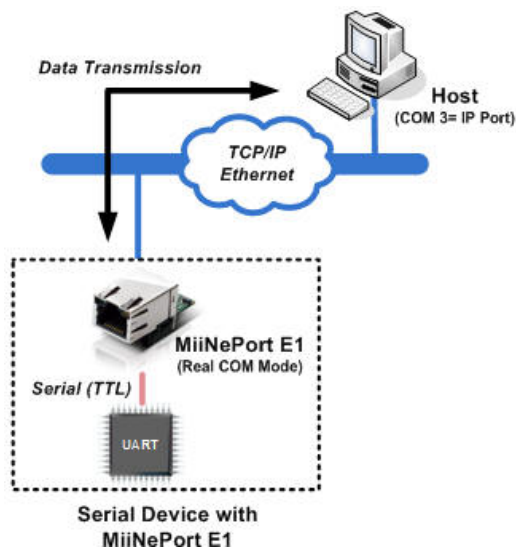 Data Transmission
Host
(COM 3= IP Port)
TCP/IP
Ethernet
MiiNePort E1
(Real COM Mode)
Serial (TTL)
UART
Serial Device with
MiiNePort E1